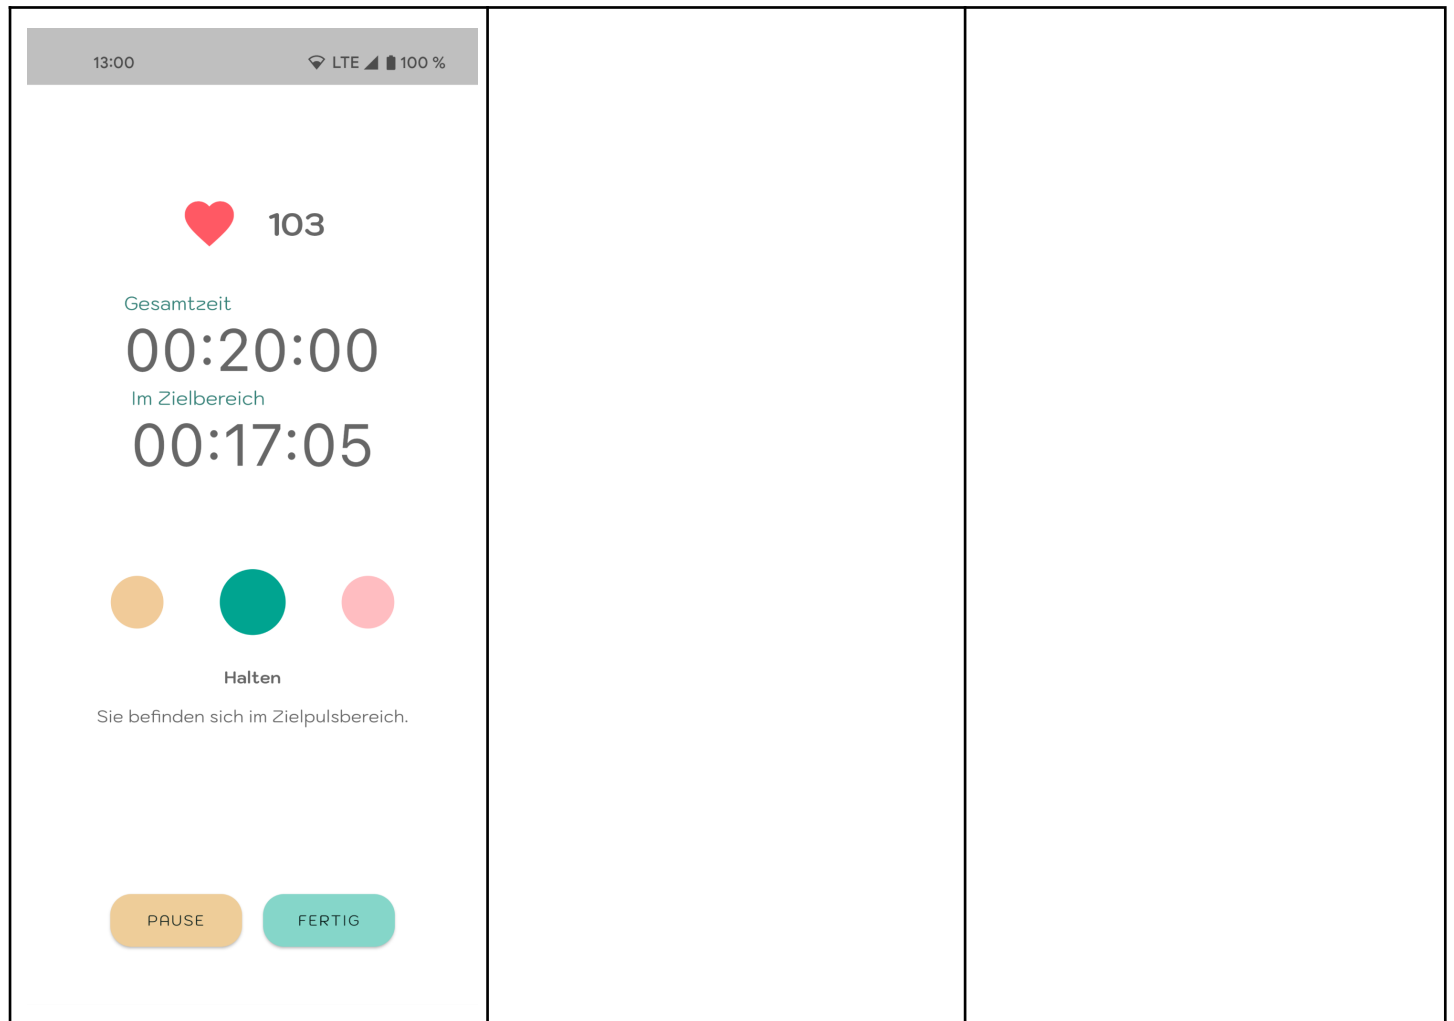 13:00 LTE 100 %
103
Gesamtzeit
00:20:00
Im Zielbereich
00:17:05
Halten
Sie befinden sich im Zielpulsbereich.
PAUSE FERTIG